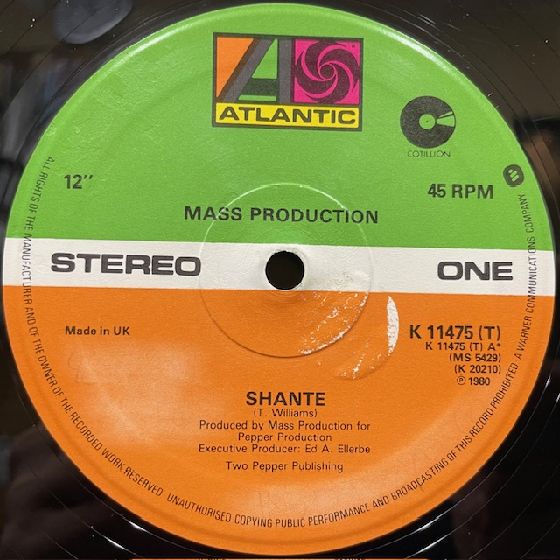 ATLANTIC
COTILLION
12"
45 RPM
MASS PRODUCTION
STEREO
ONE
Made in UK
K 11475 (T)
K 11475 (T) A*
(MS 5429)
(K 20210)
℗ 1980
SHANTE
(T. Williams)
Produced by Mass Production for
Pepper Production
Executive Producer: Ed A. Ellerbe
Two Pepper Publishing
ALL RIGHTS OF THE MANUFACTURER AND OF THE OWNER OF THE RECORDED WORK RESERVED. UNAUTHORISED COPYING PUBLIC PERFORMANCE AND BROADCASTING OF THIS RECORD PROHIBITED. A WARNER COMMUNICATIONS COMPANY